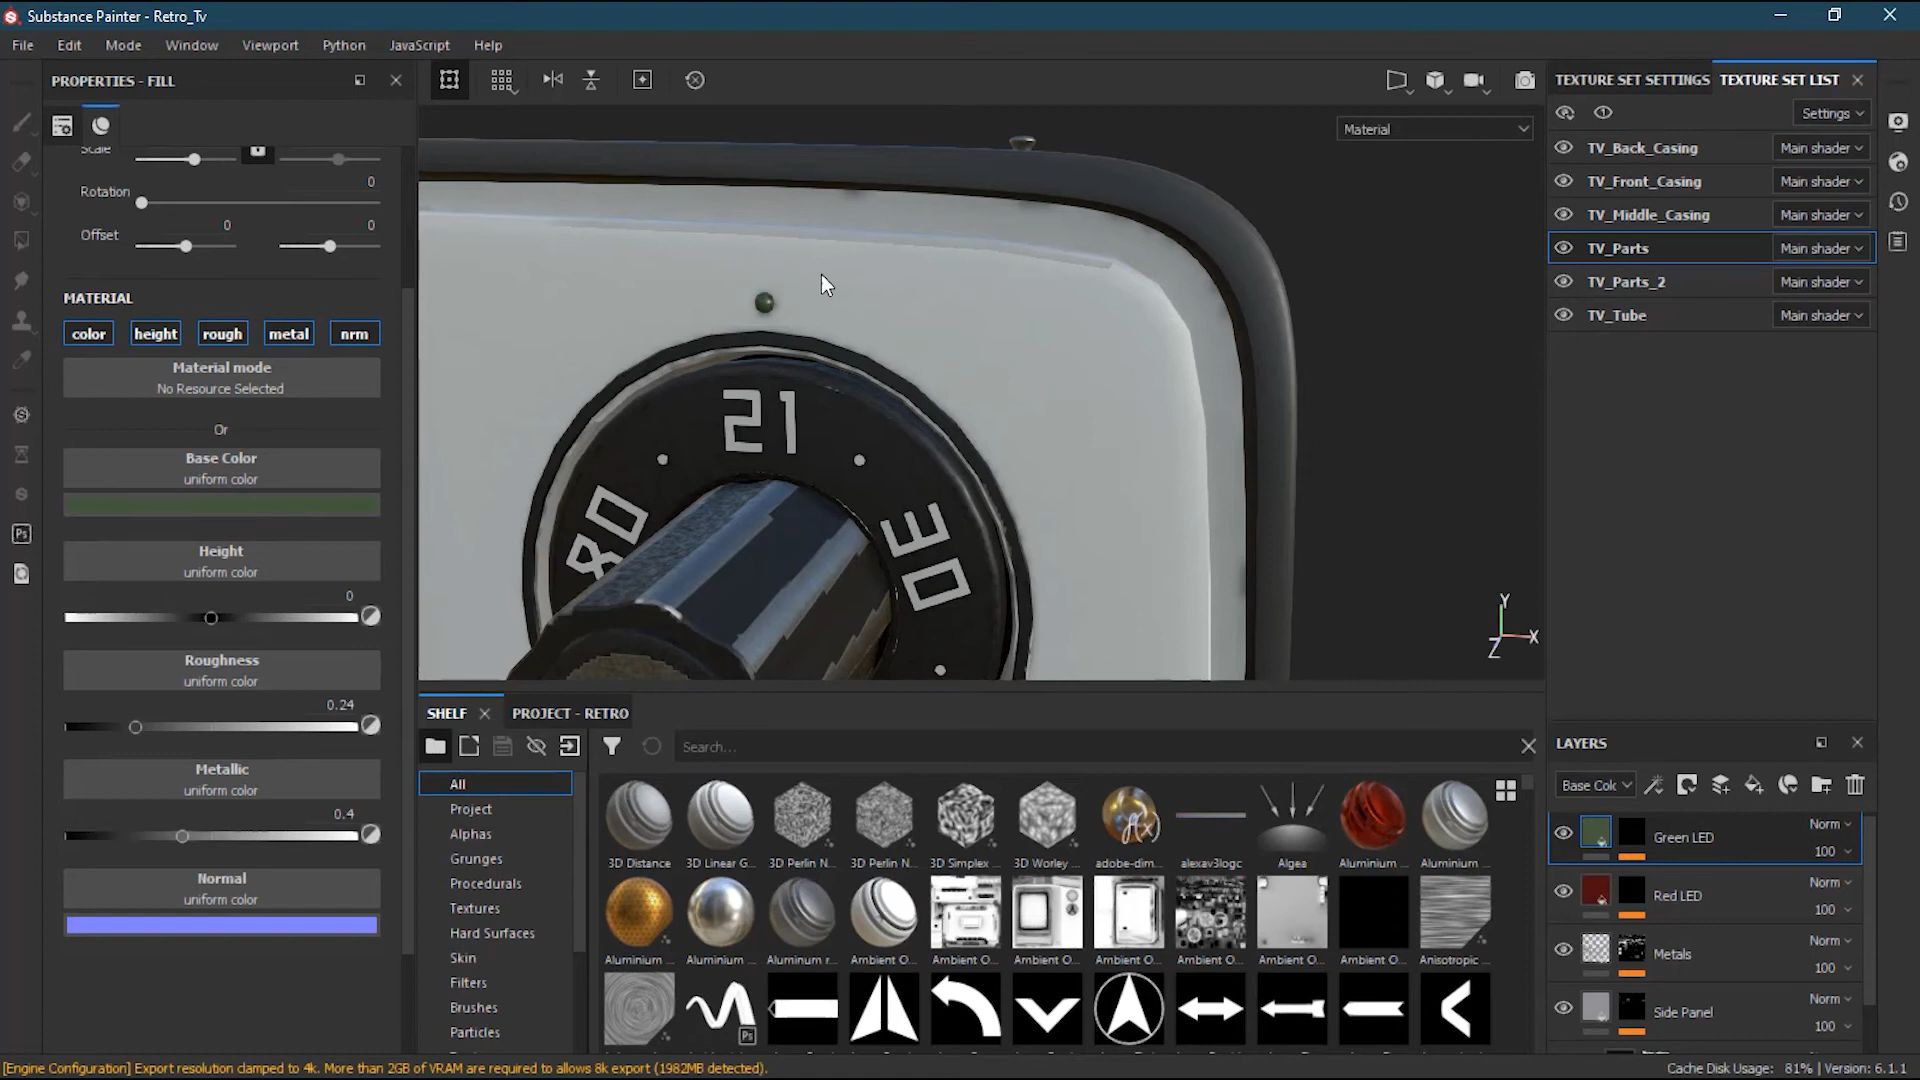 Substance Painter - Retro_Tv
File Edit Mode Window Viewport Python JavaScript Help
PROPERTIES - FILL
Scale
Rotation 0
Offset 0 0
MATERIAL
color height rough metal nrm
Material mode
No Resource Selected
Or
Base Color
uniform color
Height
uniform color
0
Roughness
uniform color
0.24
Metallic
uniform color
0.4
Normal
uniform color
Material
21
30
80
Y
X
Z
TEXTURE SET SETTINGS TEXTURE SET LIST
Settings
TV_Back_Casing Main shader
TV_Front_Casing Main shader
TV_Middle_Casing Main shader
TV_Parts Main shader
TV_Parts_2 Main shader
TV_Tube Main shader
SHELF PROJECT - RETRO
Search...
All
Project
Alphas
Grunges
Procedurals
Textures
Hard Surfaces
Skin
Filters
Brushes
Particles
3D Distance 3D Linear G... 3D Perlin N... 3D Perlin N... 3D Simplex ... 3D Worley ... adobe-dim... alexav3logc Algea Aluminium ... Aluminium ...
Aluminium ... Aluminium ... Aluminum r... Ambient O... Ambient O... Ambient O... Ambient O... Ambient O... Ambient O... Ambient O... Anisotropic ...
Ps
Ps
LAYERS
Base Col
Green LED Norm 100
Red LED Norm 100
Metals Norm 100
Side Panel Norm 100
[Engine Configuration] Export resolution clamped to 4k. More than 2GB of VRAM are required to allows 8k export (1982MB detected).
Cache Disk Usage: 81% | Version: 6.1.1